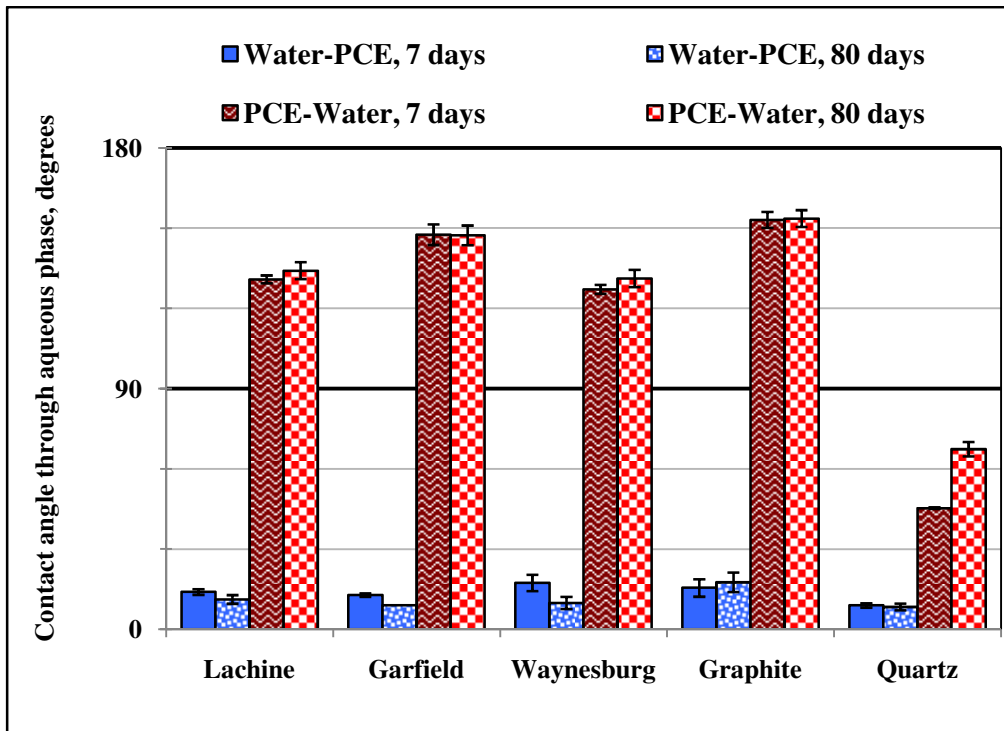 Water-PCE, 7 days
Water-PCE, 80 days
PCE-Water, 7 days
PCE-Water, 80 days
Contact angle through aqueous phase, degrees
180
90
0
Lachine
Garfield
Waynesburg
Graphite
Quartz